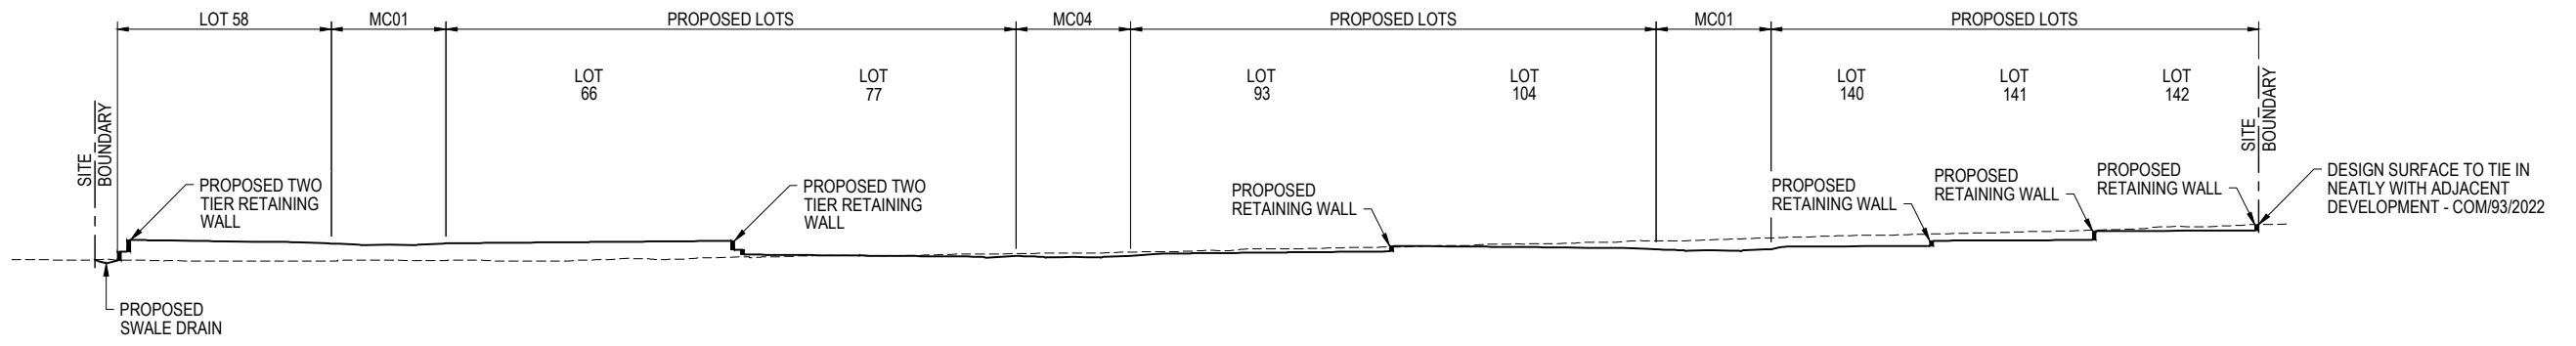 LOT 58
MC01
PROPOSED LOTS
MC04
PROPOSED LOTS
MC01
PROPOSED LOTS
LOT
66
LOT
77
LOT
93
LOT
104
LOT
140
LOT
141
LOT
142
SITE
BOUNDARY
PROPOSED TWO
TIER RETAINING
WALL
PROPOSED TWO
TIER RETAINING
WALL
PROPOSED
RETAINING WALL
PROPOSED
RETAINING WALL
PROPOSED
RETAINING WALL
PROPOSED
RETAINING WALL
SITE
BOUNDARY
DESIGN SURFACE TO TIE IN
NEATLY WITH ADJACENT
DEVELOPMENT - COM/93/2022
PROPOSED
SWALE DRAIN